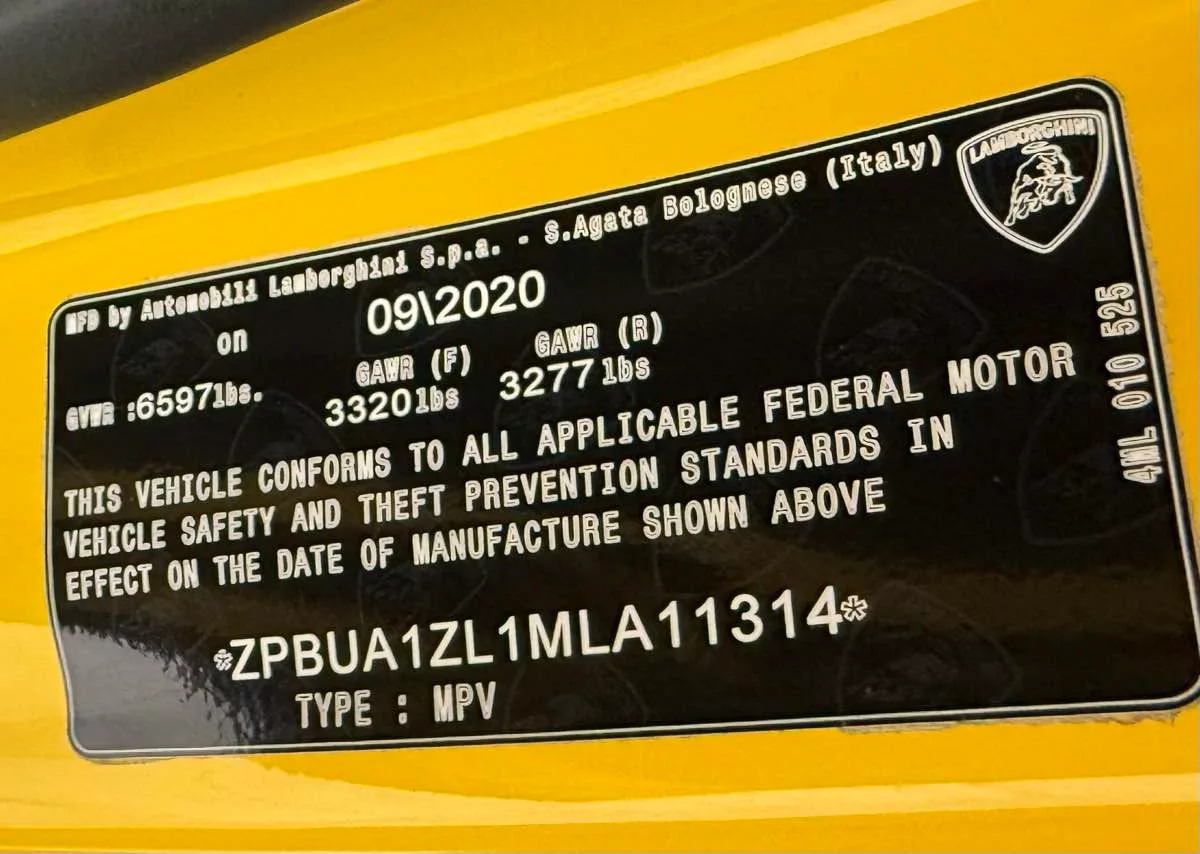 MFD by Automobili Lamborghini S.p.a. - S.Agata Bolognese (Italy)
LAMBORGHINI
on 09\2020
GVWR :6597lbs. GAWR (F) 3320lbs GAWR (R) 3277lbs
THIS VEHICLE CONFORMS TO ALL APPLICABLE FEDERAL MOTOR
VEHICLE SAFETY AND THEFT PREVENTION STANDARDS IN
EFFECT ON THE DATE OF MANUFACTURE SHOWN ABOVE
*ZPBUA1ZL1MLA11314*
TYPE : MPV
4ML 010 525